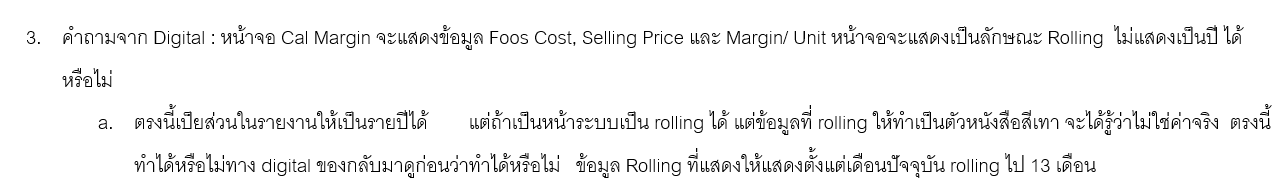 3. คำถามจาก Digital : หน้าจอ Cal Margin จะแสดงข้อมูล Foos Cost, Selling Price และ Margin/ Unit หน้าจอจะแสดงเป็นลักษณะ Rolling ไม่แสดงเป็นปี ได้
หรือไม่
a. ตรงนี้เปียส่วนในรายงานให้เป็นรายปีได้ แต่ถ้าเป็นหน้าระบบเป็น rolling ได้ แต่ข้อมูลที่ rolling ให้ทำเป็นตัวหนังสือสีเทา จะได้รู้ว่าไม่ใช่ค่าจริง ตรงนี้
ทำได้หรือไม่ทาง digital ของกลับมาดูก่อนว่าทำได้หรือไม่ ข้อมูล Rolling ที่แสดงให้แสดงตั้งแต่เดือนปัจจุบัน rolling ไป 13 เดือน